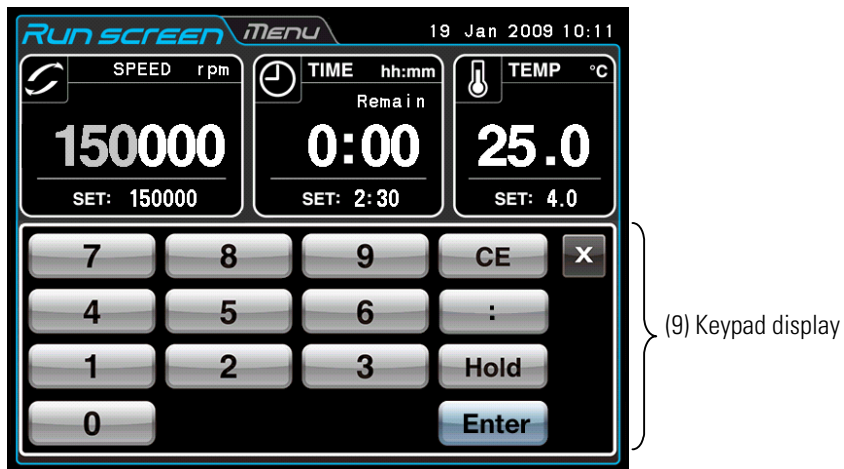 Run screen Menu 19 Jan 2009 10:11
SPEED rpm
150000
SET: 150000
TIME hh:mm
Remain
0:00
SET: 2:30
TEMP °C
25.0
SET: 4.0
7 8 9 CE X
4 5 6 :
1 2 3 Hold
0 Enter
(9) Keypad display